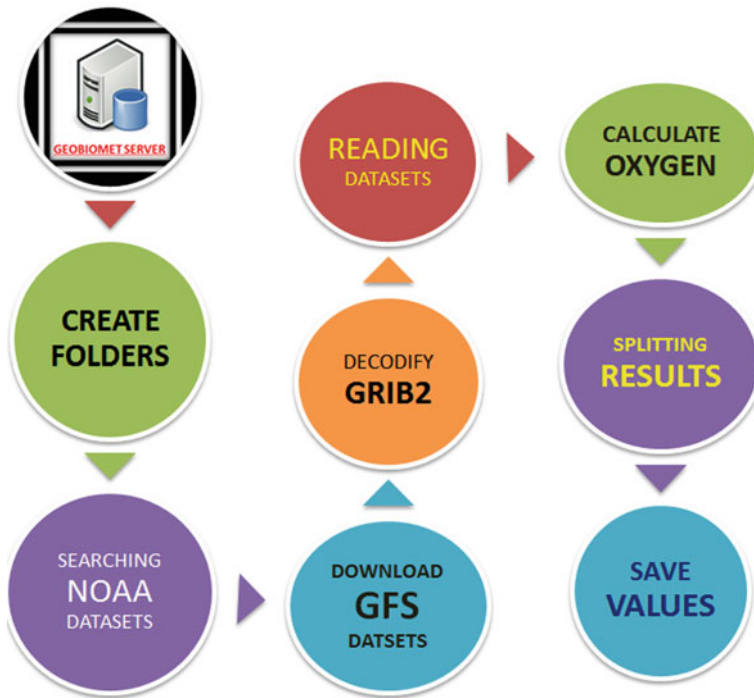 GEOBIOMET SERVER
CREATE
FOLDERS
SEARCHING
NOAA
DATASETS
DOWNLOAD
GFS
DATSETS
DECODIFY
GRIB2
READING
DATASETS
CALCULATE
OXYGEN
SPLITTING
RESULTS
SAVE
VALUES